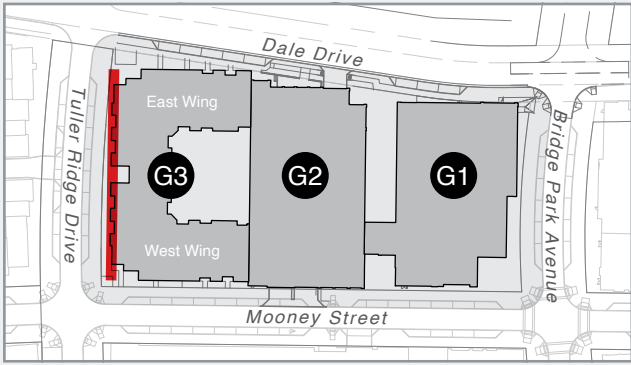 Dale Drive
East Wing
Tuller Ridge Drive
G3
G2
G1
Bridge Park Avenue
West Wing
Mooney Street